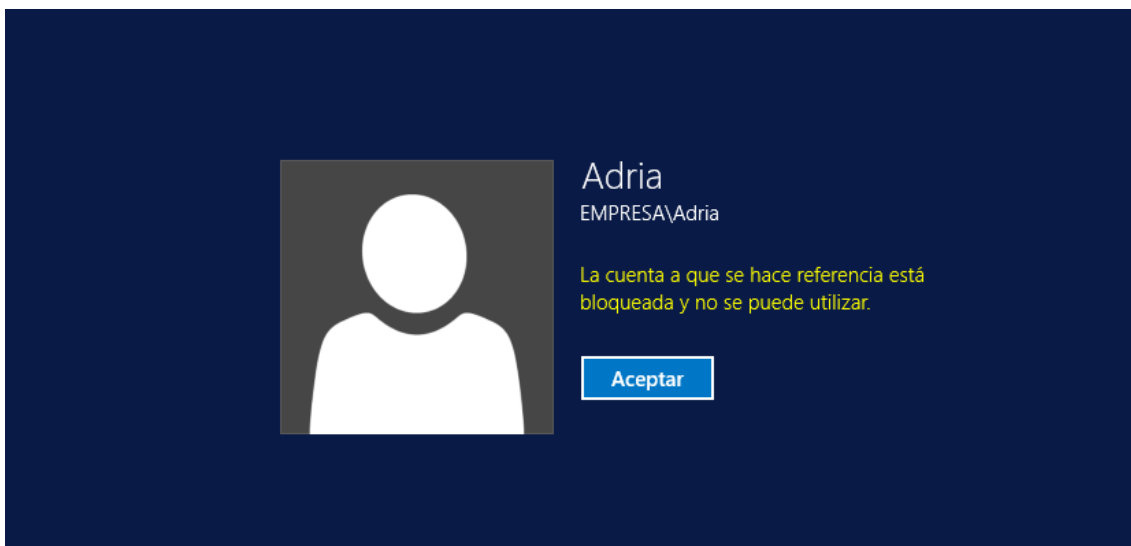 Adria
EMPRESA\Adria
La cuenta a que se hace referencia está
bloqueada y no se puede utilizar.
Aceptar